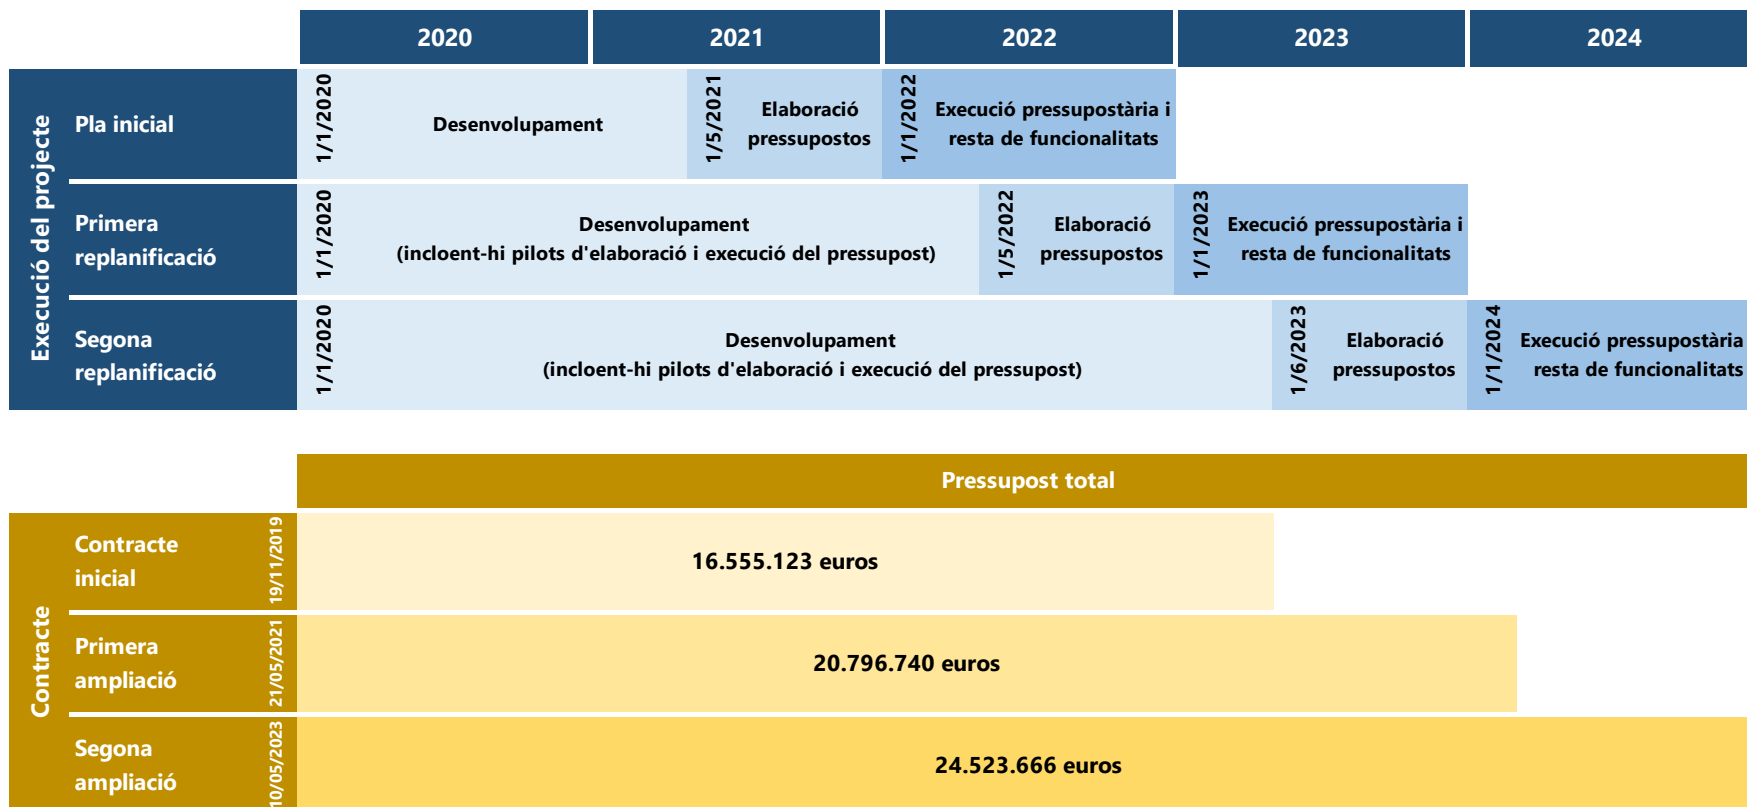 2020 2021 2022 2023 2024
Execució del projecte
Pla inicial
1/1/2020
Desenvolupament
1/5/2021
Elaboració
pressupostos
1/1/2022
Execució pressupostària i
resta de funcionalitats
Primera
replanificació
1/1/2020
Desenvolupament
(incloent-hi pilots d'elaboració i execució del pressupost)
1/5/2022
Elaboració
pressupostos
1/1/2023
Execució pressupostària i
resta de funcionalitats
Segona
replanificació
1/1/2020
Desenvolupament
(incloent-hi pilots d'elaboració i execució del pressupost)
1/6/2023
Elaboració
pressupostos
1/1/2024
Execució pressupostària
resta de funcionalitats
Pressupost total
Contracte
Contracte
inicial
19/11/2019
16.555.123 euros
Primera
ampliació
21/05/2021
20.796.740 euros
Segona
ampliació
10/05/2023
24.523.666 euros